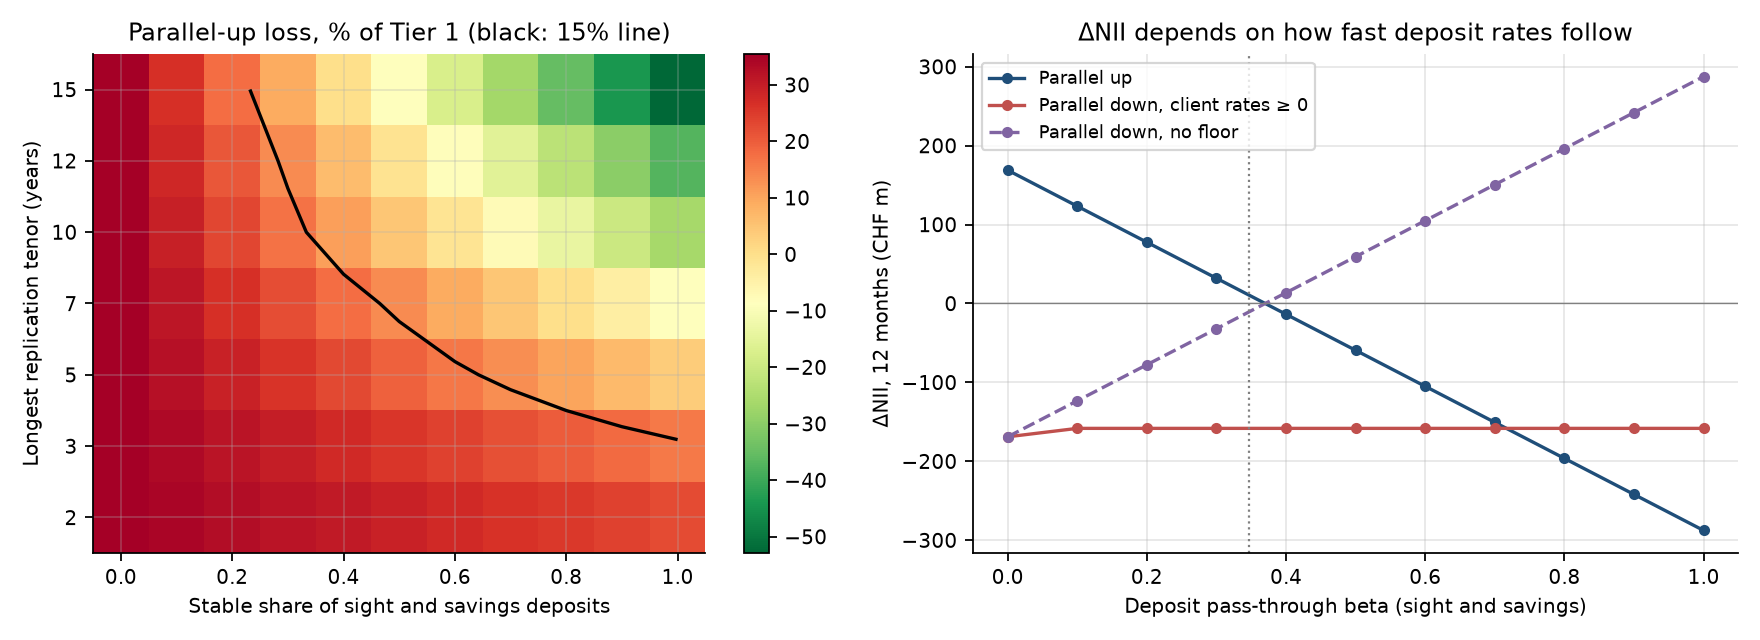 Parallel-up loss, % of Tier 1 (black: 15% line)
Longest replication tenor (years)
15
12
10
7
5
3
2
0.0 0.2 0.4 0.6 0.8 1.0
Stable share of sight and savings deposits
30
20
10
0
−10
−20
−30
−40
−50
ΔNII depends on how fast deposit rates follow
Parallel up
Parallel down, client rates ≥ 0
Parallel down, no floor
ΔNII, 12 months (CHF m)
300
200
100
0
−100
−200
−300
0.0 0.2 0.4 0.6 0.8 1.0
Deposit pass-through beta (sight and savings)